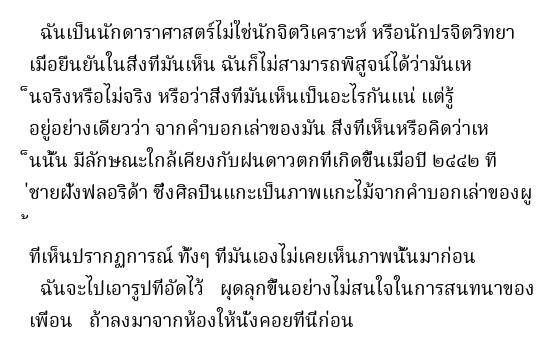 ฉันเป็นนักดาราศาสตร์ไม่ใช่นักจิตวิเคราะห์ หรือนักปรจิตวิทยา
เมื่อยืนยันในสิ่งที่มันเห็น ฉันก็ไม่สามารถพิสูจน์ได้ว่ามันเห
็นจริงหรือไม่จริง หรือว่าสิ่งที่มันเห็นเป็นอะไรกันแน่ แต่รู้
อยู่อย่างเดียวว่า จากคำบอกเล่าของมัน สิ่งที่เห็นหรือคิดว่าเห
็นนั้น มีลักษณะใกล้เคียงกับฝนดาวตกที่เกิดขึ้นเมื่อปี ๒๔๔๒ ที
่ชายฝั่งฟลอริด้า ซึ่งศิลปินแกะเป็นภาพแกะไม้จากคำบอกเล่าของผู
้
ที่เห็นปรากฏการณ์ ทั้งๆ ที่มันเองไม่เคยเห็นภาพนั้นมาก่อน
ฉันจะไปเอารูปที่อัดไว้ ผุดลุกขึ้นอย่างไม่สนใจในการสนทนาของ
เพื่อน ถ้าลงมาจากห้องให้นั่งคอยที่นี่ก่อน